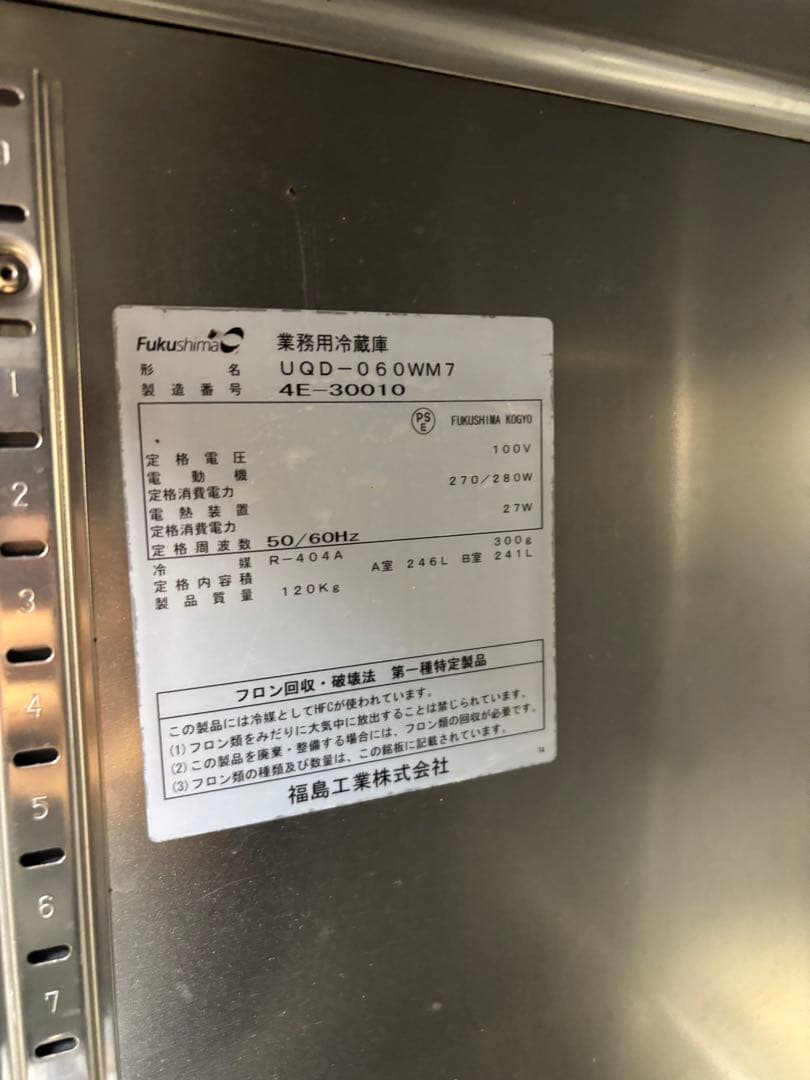 Fukushima 業務用冷蔵庫
形名 UQD-060WM7
製造番号 4E-30010
PS E FUKUSHIMA KOGYO
定格電圧 100V
電動機
定格消費電力 270/280W
電熱装置
定格消費電力 27W
定格周波数 50/60Hz
冷媒 R-404A 300g
定格内容積 A室 246L B室 241L
製品質量 120Kg
フロン回収・破壊法 第一種特定製品
この製品には冷媒としてHFCが使われています。
(1)フロン類をみだりに大気中に放出することは禁じられています。
(2)この製品を廃棄・整備する場合には、フロン類の回収が必要です。
(3)フロン類の種類及び数量は、この銘板に記載されています。
福島工業株式会社
1
2
3
4
5
6
7